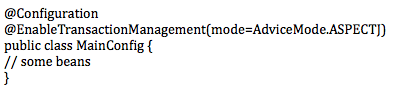 @Configuration
@EnableTransactionManagement(mode=AdviceMode.ASPECTJ)
public class MainConfig {
// some beans
}